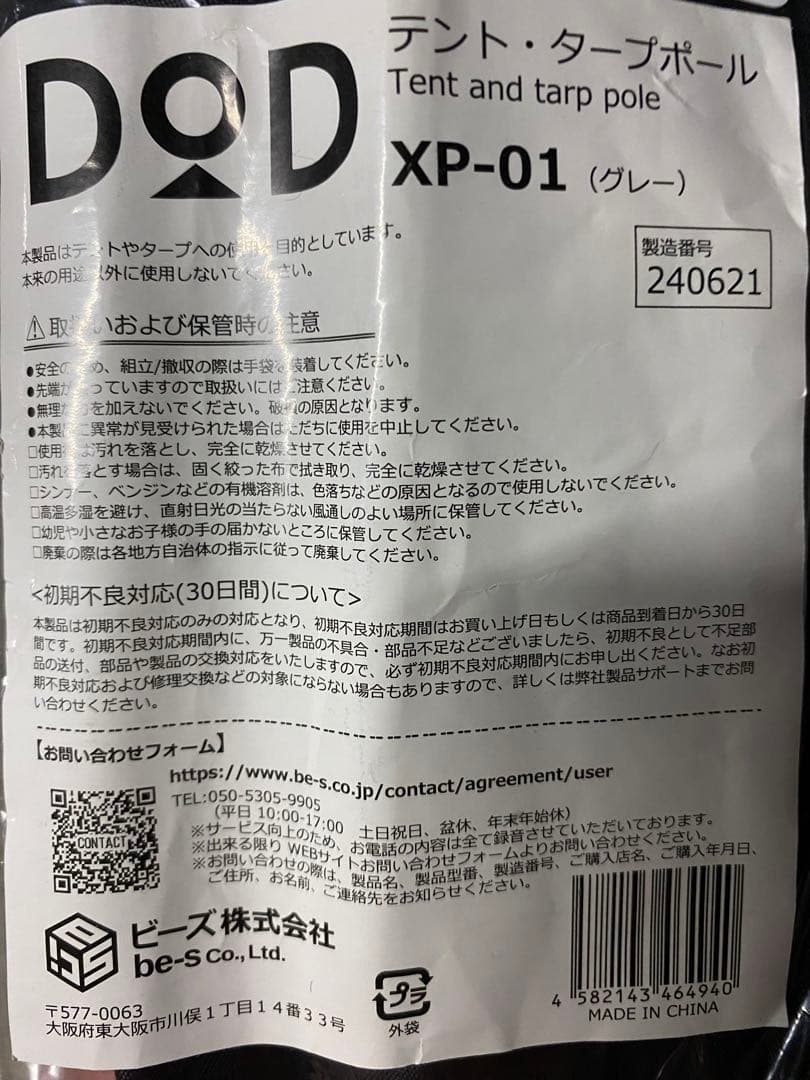 DOD
テント・タープポール
Tent and tarp pole
XP-01 (グレー)
本製品はテントやタープへの使用を目的としています。
本来の用途以外に使用しないでください。
製造番号
240621
⚠取扱いおよび保管時の注意
●安全のため、組立/撤収の際は手袋を装着してください。
●先端が っていますので取扱いにはご注意ください。
●無理な力を加えないでください。破損の原因となります。
●本製品に異常が見受けられた場合はただちに使用を中止してください。
□使用後は汚れを落とし、完全に乾燥させてください。
□汚れを落とす場合は、固く絞った布で拭き取り、完全に乾燥させてください。
□シンナー、ベンジンなどの有機溶剤は、色落ちなどの原因となるので使用しないでください。
□高温多湿を避け、直射日光の当たらない風通しのよい場所に保管してください。
□幼児や小さなお子様の手の届かないところに保管してください。
□廃棄の際は各地方自治体の指示に従って廃棄してください。
<初期不良対応(30日間)について>
本製品は初期不良対応のみの対応となり、初期不良対応期間はお買い上げ日もしくは商品到着日から30日
間です。初期不良対応期間内に、万一製品の不具合・部品不足などございましたら、初期不良として不足部
品の送付、部品や製品の交換対応をいたしますので、必ず初期不良対応期間内にお申し出ください。なお初
期不良対応および修理交換などの対象にならない場合もありますので、詳しくは弊社製品サポートまでお問
い合わせください。
【お問い合わせフォーム】
https://www.be-s.co.jp/contact/agreement/user
TEL:050-5305-9905
(平日 10:00-17:00 土日祝日、盆休、年末年始休)
※サービス向上のため、お電話の内容は全て録音させていただいております。
※出来る限り WEBサイトお問い合わせフォームよりお問い合わせください。
※お問い合わせの際は、製品名、製品型番、製造番号、ご購入店名、ご購入年月日、
ご住所、お名前、ご連絡先をお知らせください。
CONTACT
ビーズ株式会社
be-s Co.,Ltd.
〒577-0063
大阪府東大阪市川俣1丁目14番33号
プラ
外袋
4 582143 464940
MADE IN CHINA